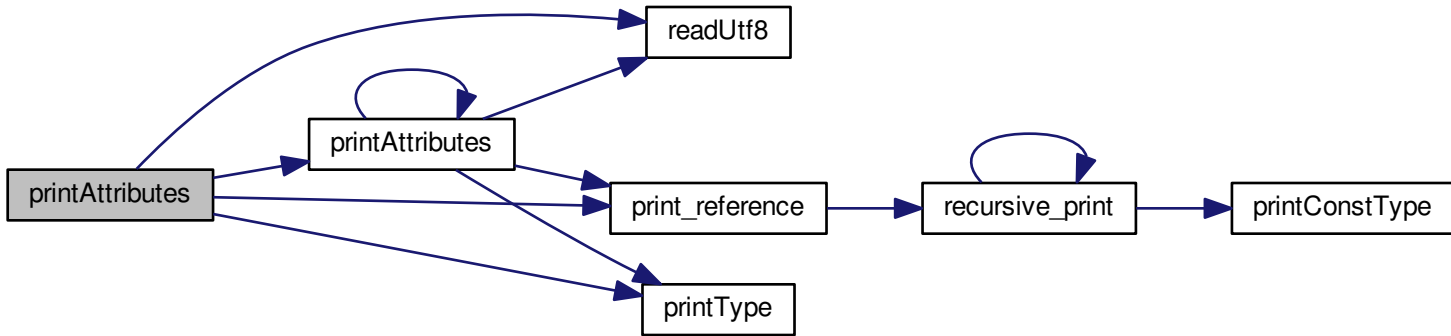 readUtf8
printAttributes
printAttributes
print_reference
recursive_print
printConstType
printType